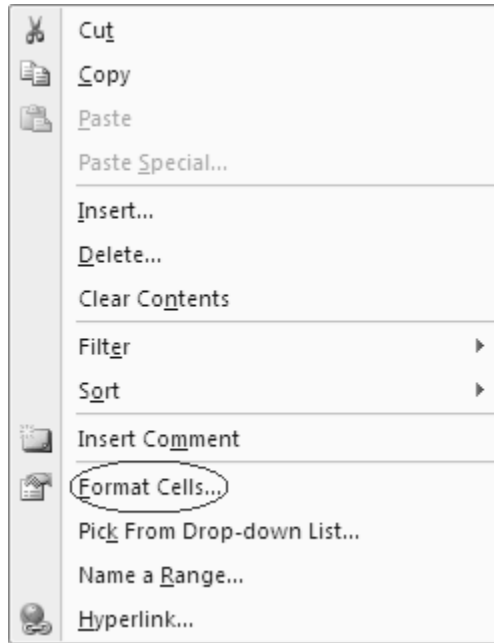 Cut
Copy
Paste
Paste Special...
Insert...
Delete...
Clear Contents
Filter
Sort
Insert Comment
Format Cells...
Pick From Drop-down List...
Name a Range...
Hyperlink...